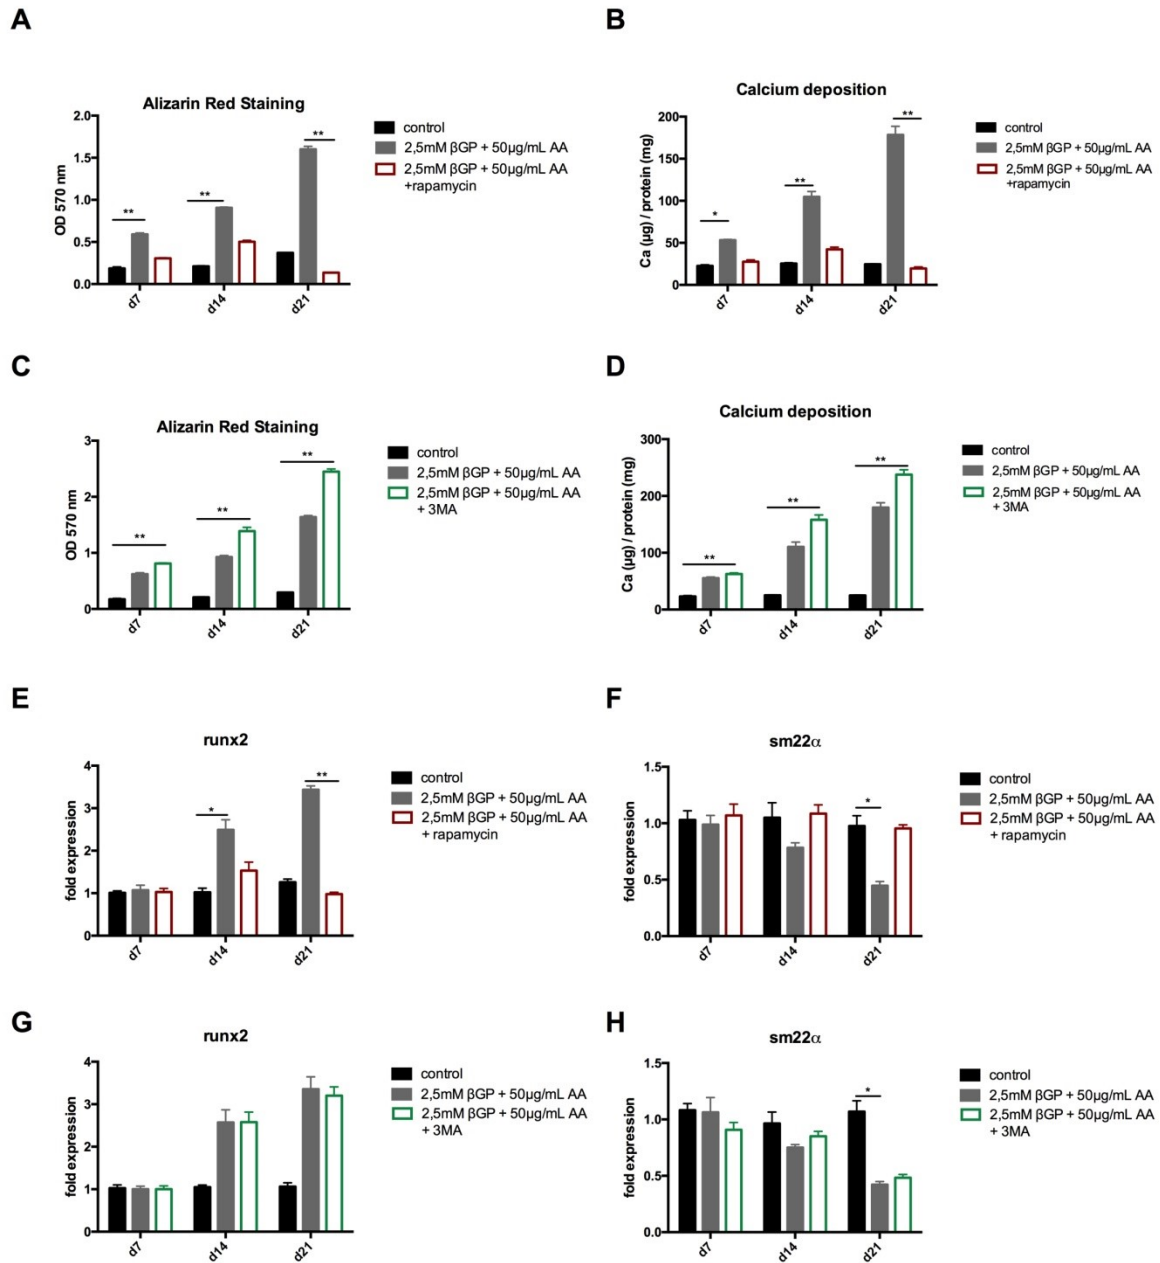 A
Alizarin Red Staining
OD 570 nm
2.0
1.5
1.0
0.5
0.0
**
**
**
d7
d14
d21
control
2,5mM βGP + 50µg/mL AA
2,5mM βGP + 50µg/mL AA
+rapamycin
B
Calcium deposition
Ca (µg) / protein (mg)
200
150
100
50
0
*
**
**
d7
d14
d21
control
2,5mM βGP + 50µg/mL AA
2,5mM βGP + 50µg/mL AA
+rapamycin
C
Alizarin Red Staining
OD 570 nm
3
2
1
0
**
**
**
d7
d14
d21
control
2,5mM βGP + 50µg/mL AA
2,5mM βGP + 50µg/mL AA
+ 3MA
D
Calcium deposition
Ca (µg) / protein (mg)
300
200
100
0
**
**
**
d7
d14
d21
control
2,5mM βGP + 50µg/mL AA
2,5mM βGP + 50µg/mL AA
+ 3MA
E
runx2
fold expression
4
3
2
1
0
*
**
d7
d14
d21
control
2,5mM βGP + 50µg/mL AA
2,5mM βGP + 50µg/mL AA
+ rapamycin
F
sm22α
fold expression
1.5
1.0
0.5
0.0
*
d7
d14
d21
control
2,5mM βGP + 50µg/mL AA
2,5mM βGP + 50µg/mL AA
+ rapamycin
G
runx2
fold expression
4
3
2
1
0
d7
d14
d21
control
2,5mM βGP + 50µg/mL AA
2,5mM βGP + 50µg/mL AA
+ 3MA
H
sm22α
fold expression
1.5
1.0
0.5
0.0
*
d7
d14
d21
control
2,5mM βGP + 50µg/mL AA
2,5mM βGP + 50µg/mL AA
+ 3MA